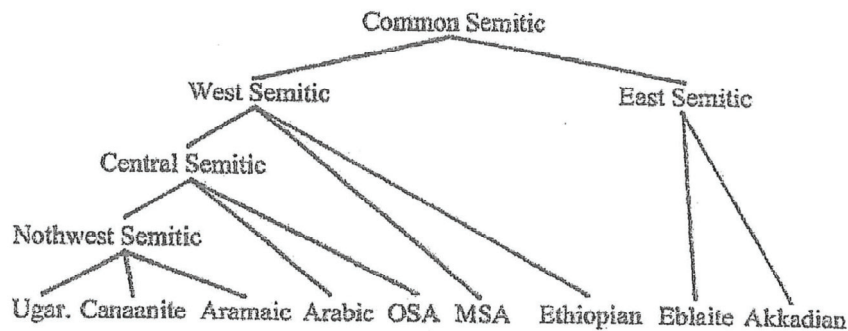 Common Semitic
West Semitic East Semitic
Central Semitic
Nothwest Semitic
Ugar. Canaanite Aramaic Arabic OSA MSA Ethiopian Eblaite Akkadian